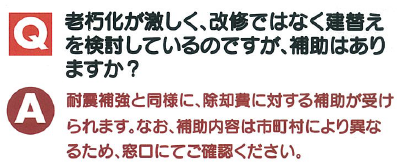 Q 老朽化が激しく、改修ではなく建替え
を検討しているのですが、補助はあり
ますか？
A 耐震補強と同様に、除却費に対する補助が受け
られます。なお、補助内容は市町村により異な
るため、窓口にてご確認ください。